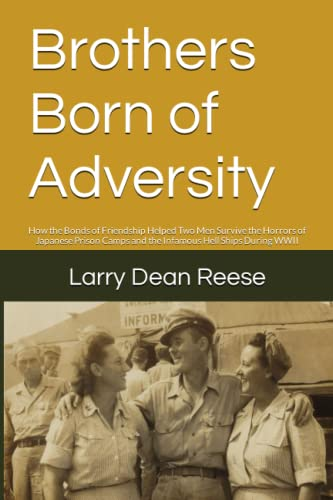 Brothers
Born of
Adversity
How the Bonds of Friendship Helped Two Men Survive the Horrors of
Japanese Prison Camps and the Infamous Hell Ships During WWII
Larry Dean Reese
INFORM